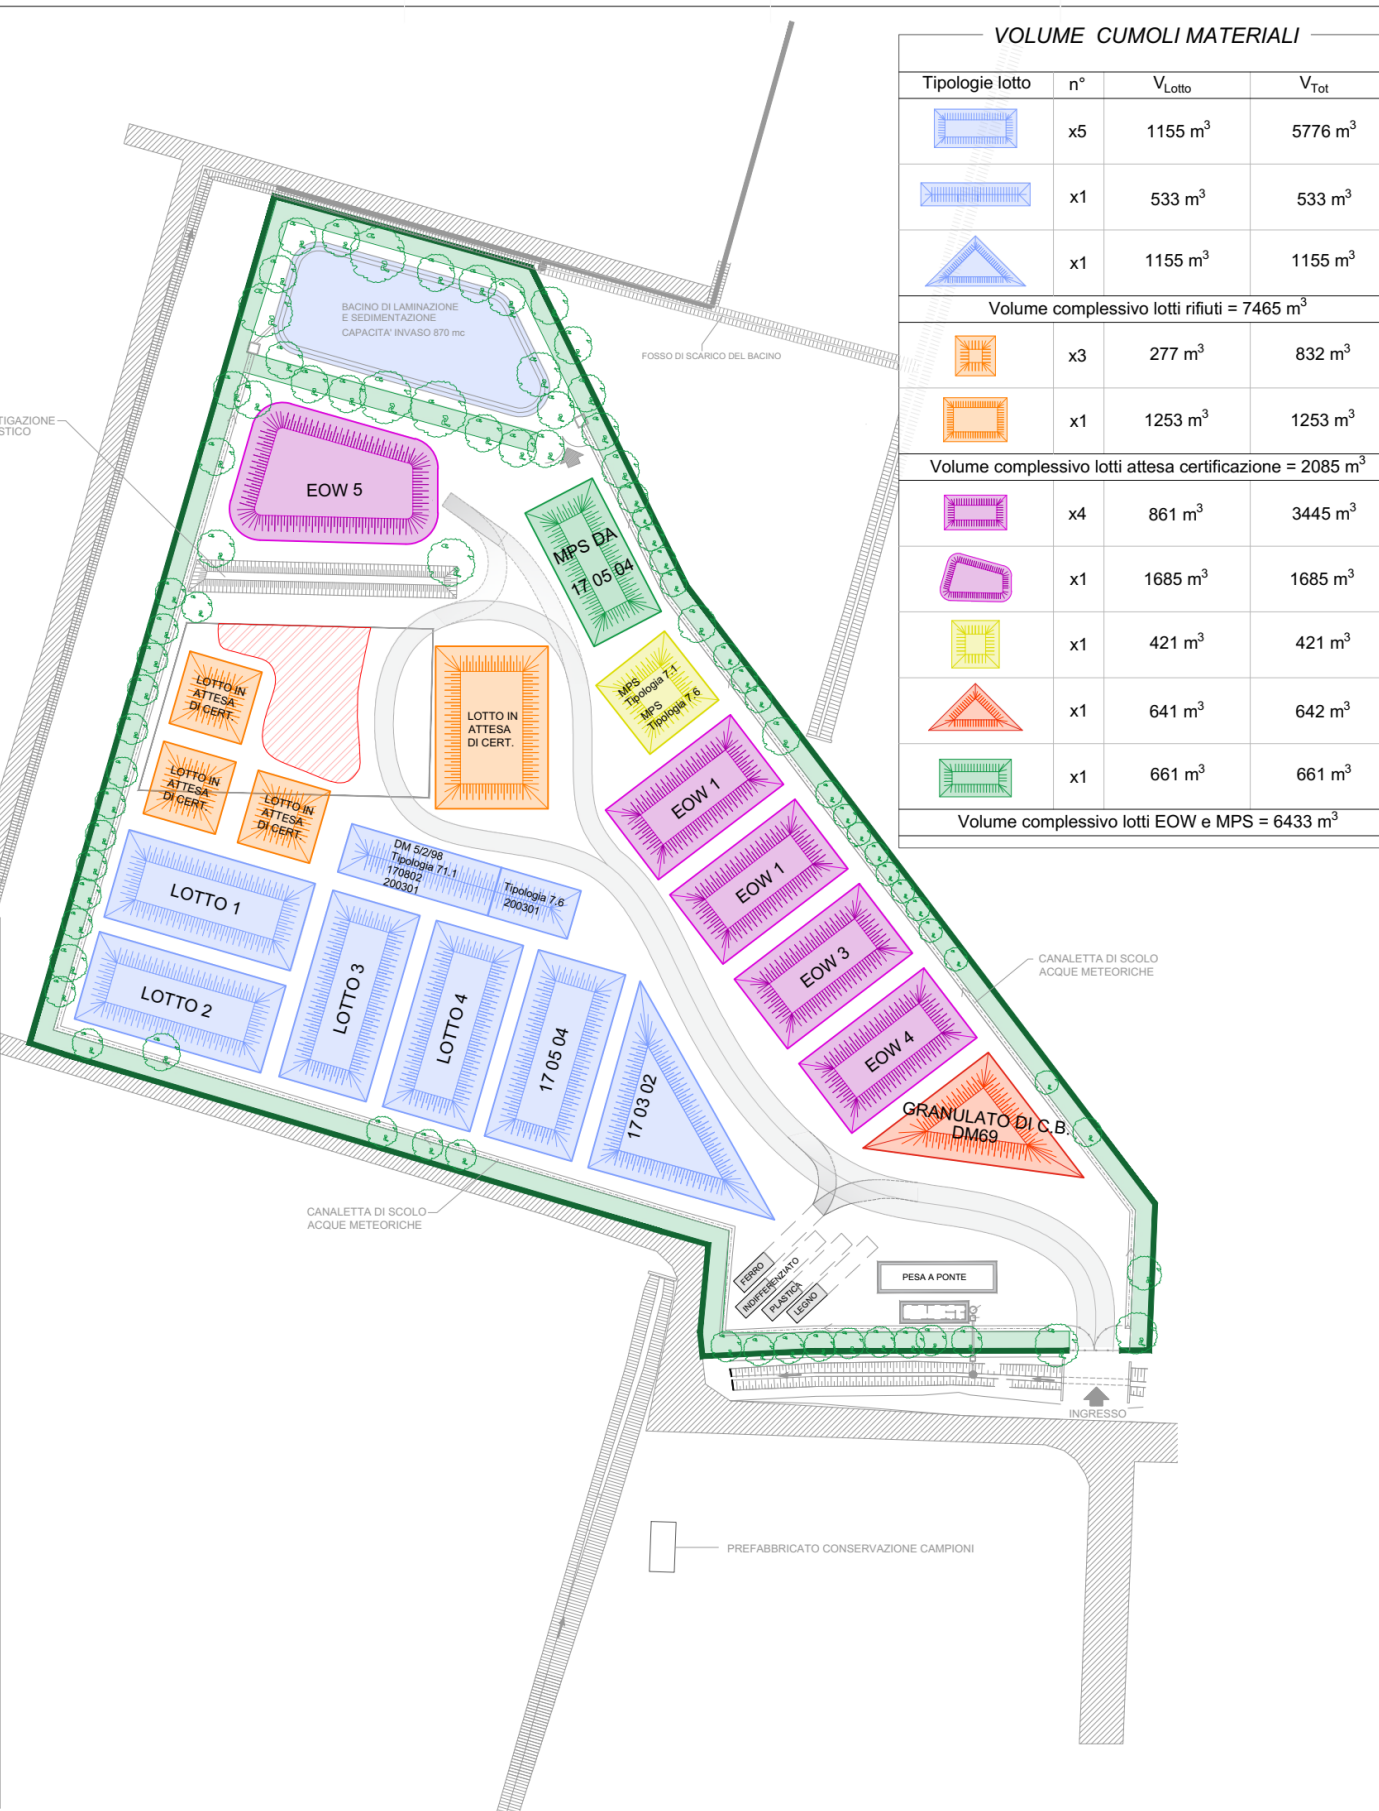 VOLUME CUMOLI MATERIALI
Tipologie lotto n° V_Lotto V_Tot
x5 1155 m³ 5776 m³
x1 533 m³ 533 m³
x1 1155 m³ 1155 m³
Volume complessivo lotti rifiuti = 7465 m³
x3 277 m³ 832 m³
x1 1253 m³ 1253 m³
Volume complessivo lotti attesa certificazione = 2085 m³
x4 861 m³ 3445 m³
x1 1685 m³ 1685 m³
x1 421 m³ 421 m³
x1 641 m³ 642 m³
x1 661 m³ 661 m³
Volume complessivo lotti EOW e MPS = 6433 m³
BACINO DI LAMINAZIONE
E SEDIMENTAZIONE
CAPACITA' INVASO 870 mc
FOSSO DI SCARICO DEL BACINO
TIGAZIONE
STICO
EOW 5
MPS DA
17 05 04
MPS
Tipologia 7.1
MPS
Tipologia 7.6
LOTTO IN
ATTESA
DI CERT.
LOTTO IN
ATTESA
DI CERT.
LOTTO IN
ATTESA
DI CERT.
LOTTO IN
ATTESA
DI CERT.
EOW 1
EOW 1
EOW 3
EOW 4
DM 5/2/98
Tipologia 71.1
170802
200301
Tipologia 7.6
200301
LOTTO 1
LOTTO 2
LOTTO 3
LOTTO 4
17 05 04
17 03 02
GRANULATO DI C.B.
DM69
CANALETTA DI SCOLO
ACQUE METEORICHE
CANALETTA DI SCOLO
ACQUE METEORICHE
FERRO
INDIFFERENZIATO
PLASTICA
LEGNO
PESA A PONTE
INGRESSO
PREFABBRICATO CONSERVAZIONE CAMPIONI